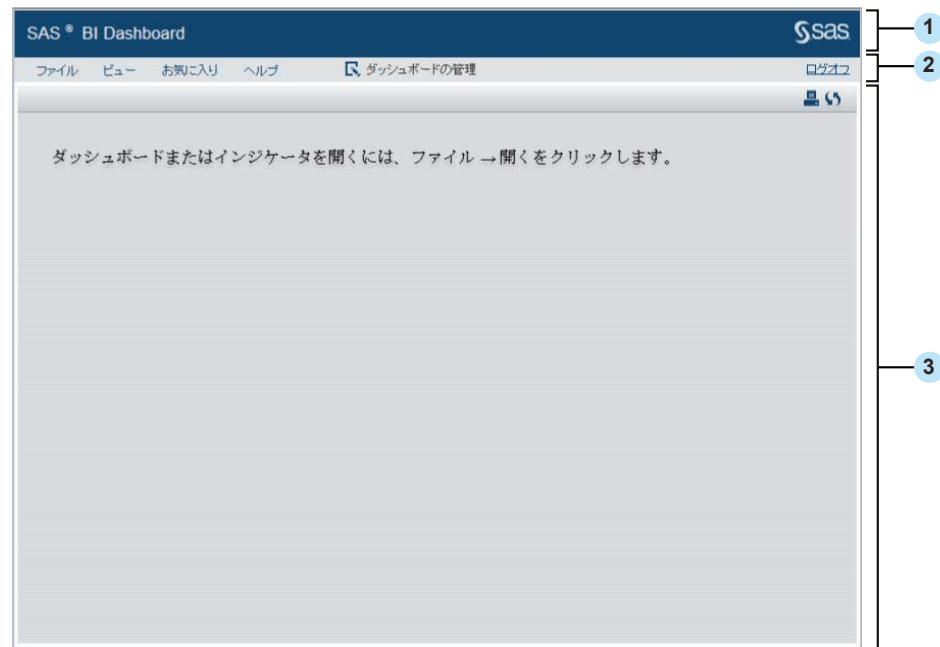 SAS ® BI Dashboard
sas
1
ファイル ビュー お気に入り ヘルプ ダッシュボードの管理 ログオフ
2
ダッシュボードまたはインジケータを開くには、ファイル →開くをクリックします。
3